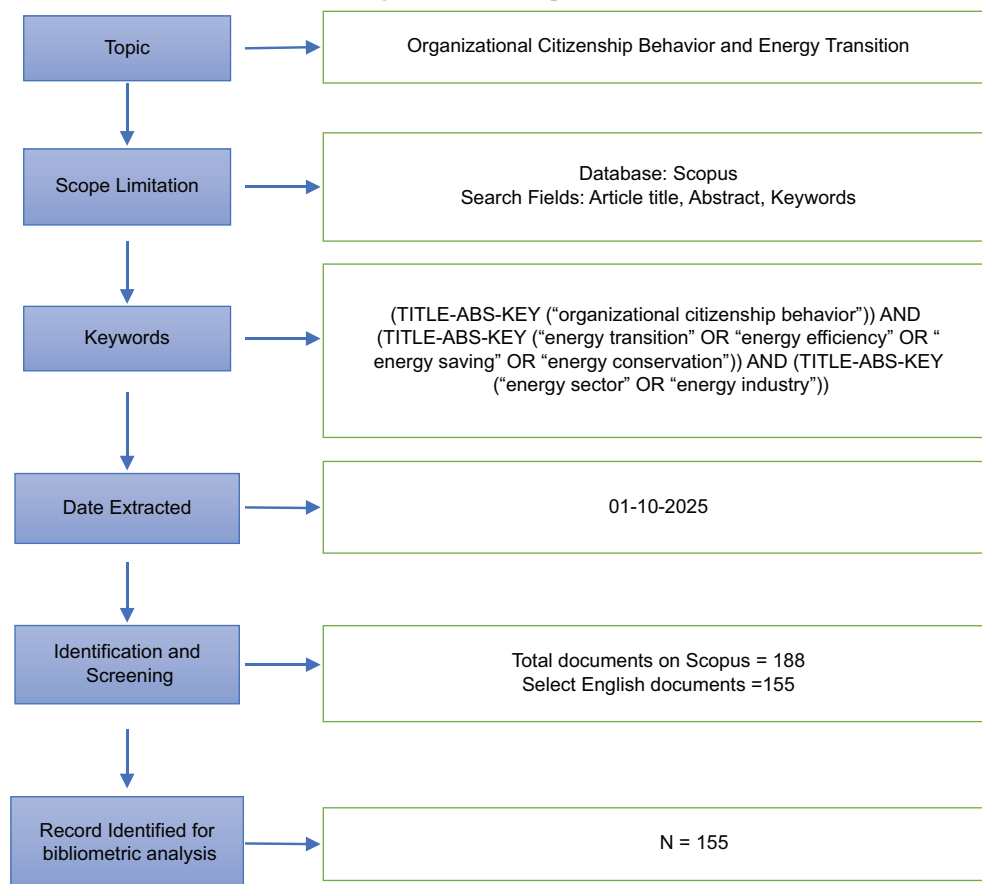 Topic
Organizational Citizenship Behavior and Energy Transition
Scope Limitation
Database: Scopus
Search Fields: Article title, Abstract, Keywords
Keywords
(TITLE-ABS-KEY (“organizational citizenship behavior”)) AND
(TITLE-ABS-KEY (“energy transition” OR “energy efficiency” OR “
energy saving” OR “energy conservation”)) AND (TITLE-ABS-KEY
(“energy sector” OR “energy industry”))
Date Extracted
01-10-2025
Identification and
Screening
Total documents on Scopus = 188
Select English documents =155
Record Identified for
bibliometric analysis
N = 155